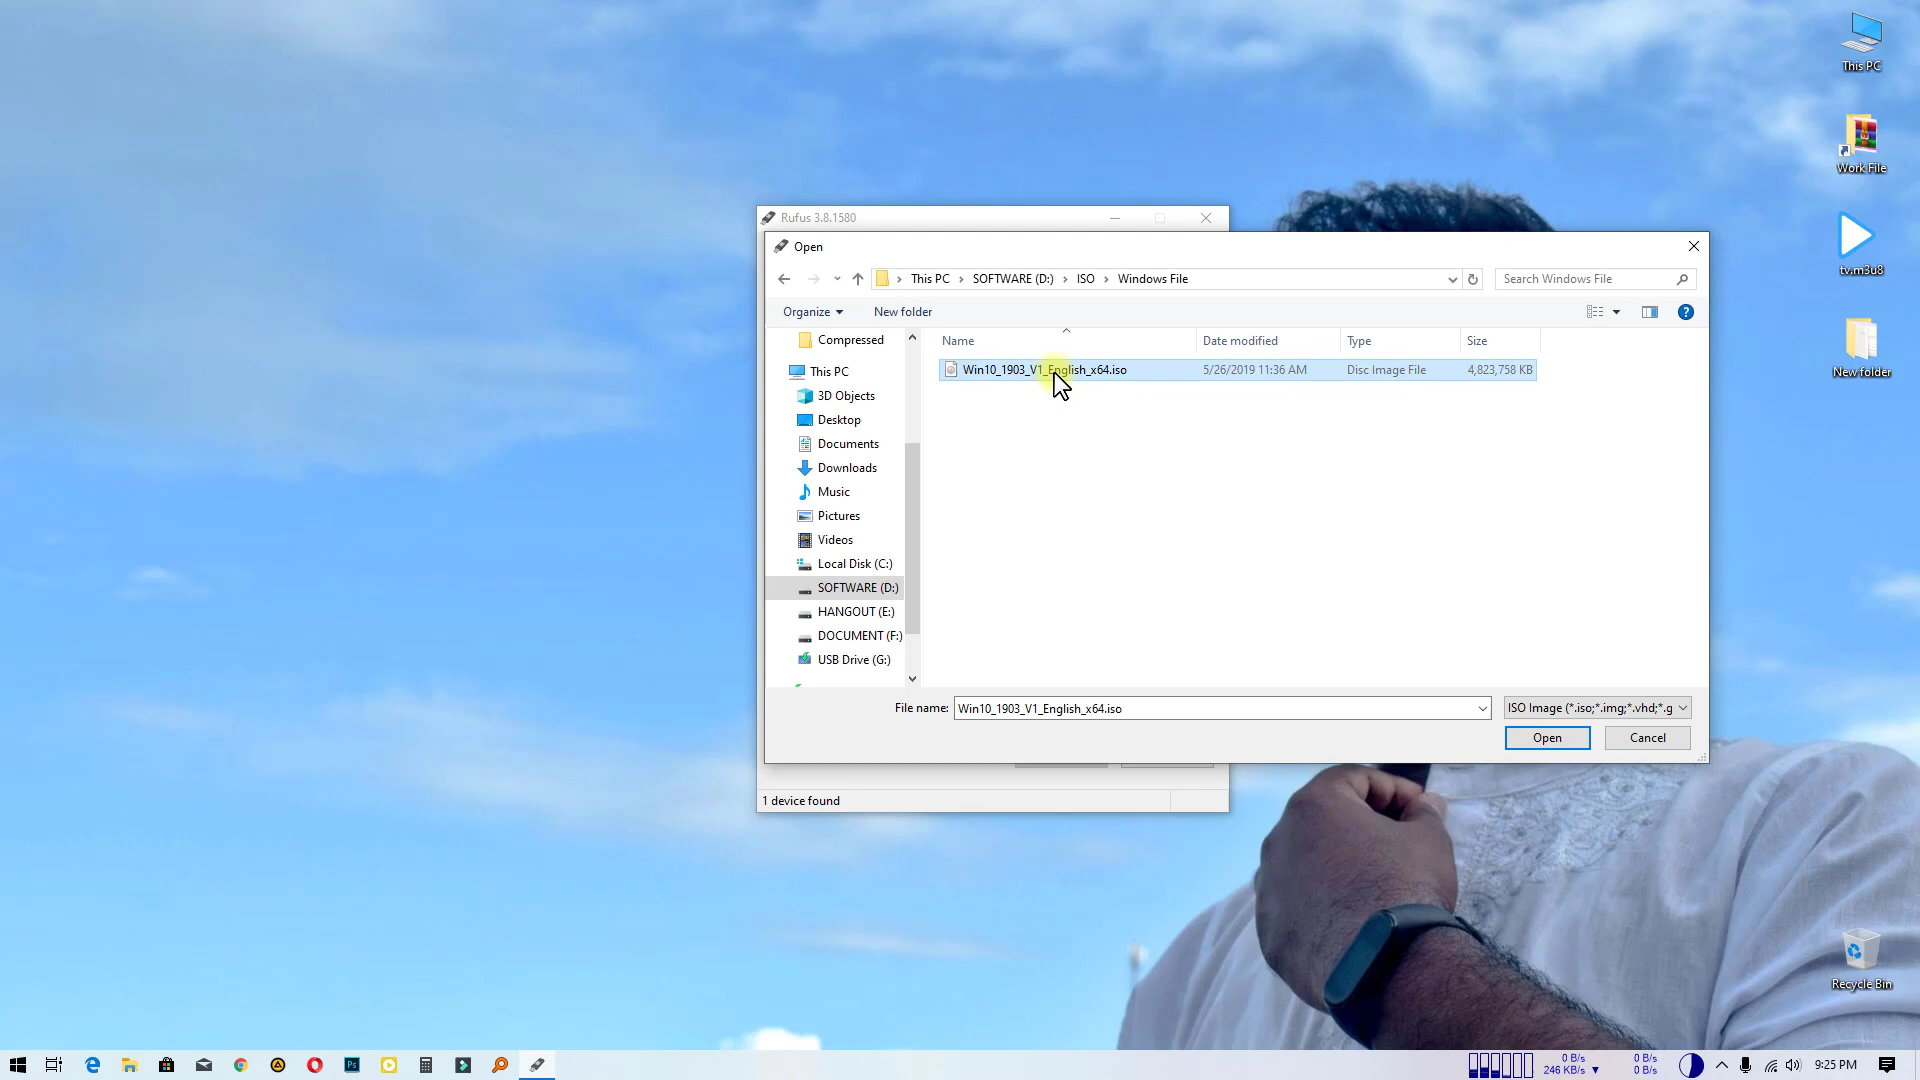 This PC
Work File
tv.m3u8
New folder
Recycle Bin
Rufus 3.8.1580
Open
This PC > SOFTWARE (D:) > ISO > Windows File
Search Windows File
Organize
New folder
Name
Date modified
Type
Size
Win10_1903_V1_English_x64.iso
5/26/2019 11:36 AM
Disc Image File
4,823,758 KB
Compressed
This PC
3D Objects
Desktop
Documents
Downloads
Music
Pictures
Videos
Local Disk (C:)
SOFTWARE (D:)
HANGOUT (E:)
DOCUMENT (F:)
USB Drive (G:)
File name:
Win10_1903_V1_English_x64.iso
ISO Image (*.iso;*.img;*.vhd;*.g
Open
Cancel
1 device found
Ps
0 B/s
246 KB/s
0 B/s
0 B/s
9:25 PM